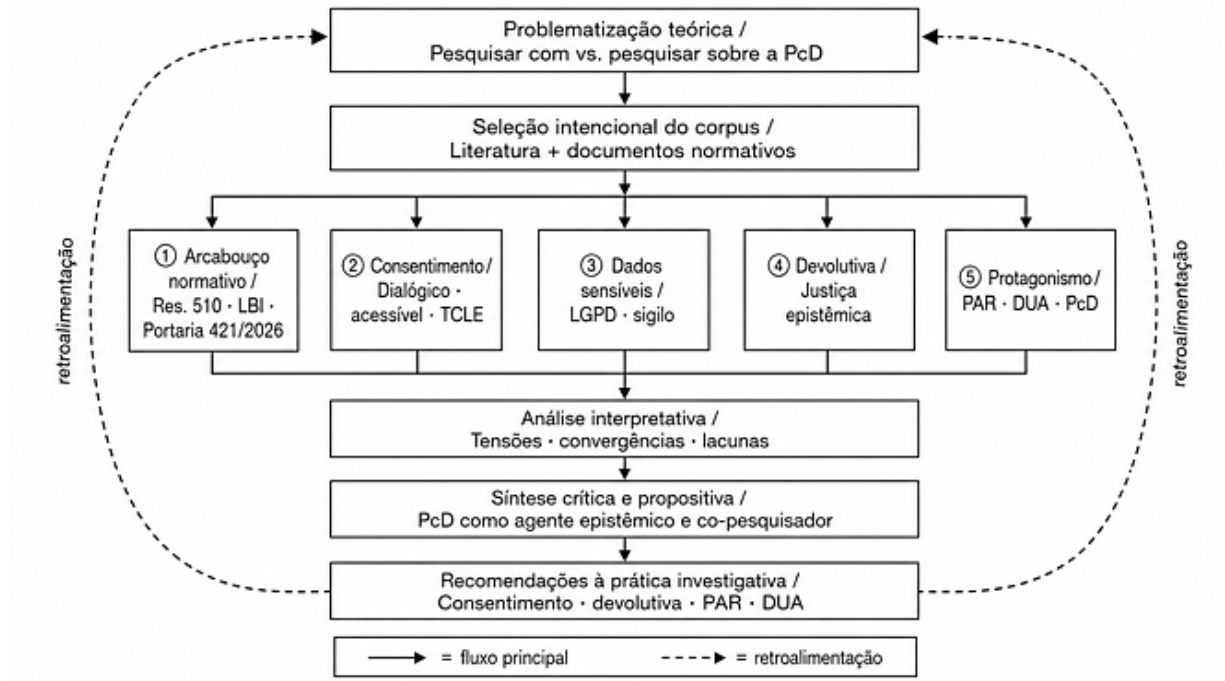 Problematização teórica /
Pesquisar com vs. pesquisar sobre a PcD
Seleção intencional do corpus /
Literatura + documentos normativos
① Arcabouço
normativo /
Res. 510 · LBI ·
Portaria 421/2026
② Consentimento /
Dialógico ·
acessível · TCLE
③ Dados
sensíveis /
LGPD · sigilo
④ Devolutiva /
Justiça
epistêmica
⑤ Protagonismo /
PAR · DUA · PcD
retroalimentação
retroalimentação
Análise interpretativa /
Tensões · convergências · lacunas
Síntese crítica e propositiva /
PcD como agente epistêmico e co-pesquisador
Recomendações à prática investigativa /
Consentimento · devolutiva · PAR · DUA
= fluxo principal
= retroalimentação